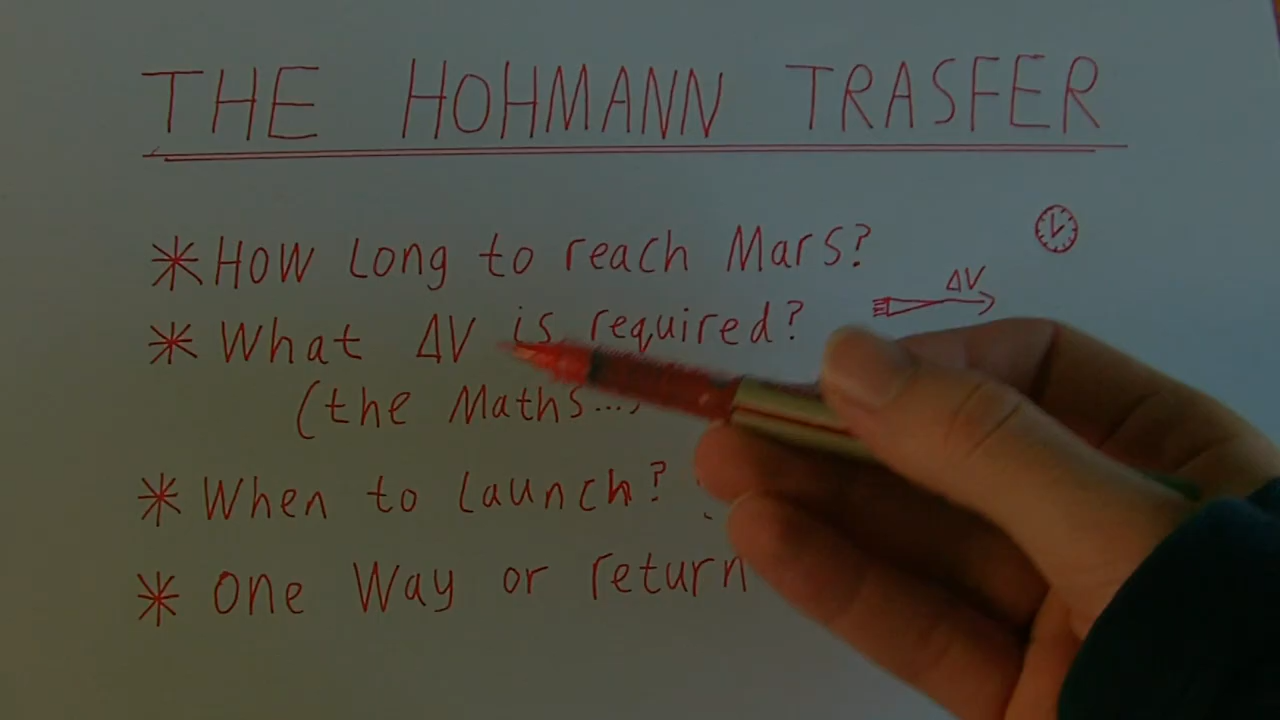 THE HOHMANN TRASFER
* How Long to reach Mars?
ΔV
* What ΔV is required?
(the Maths...)
* When to Launch?
* One Way or return